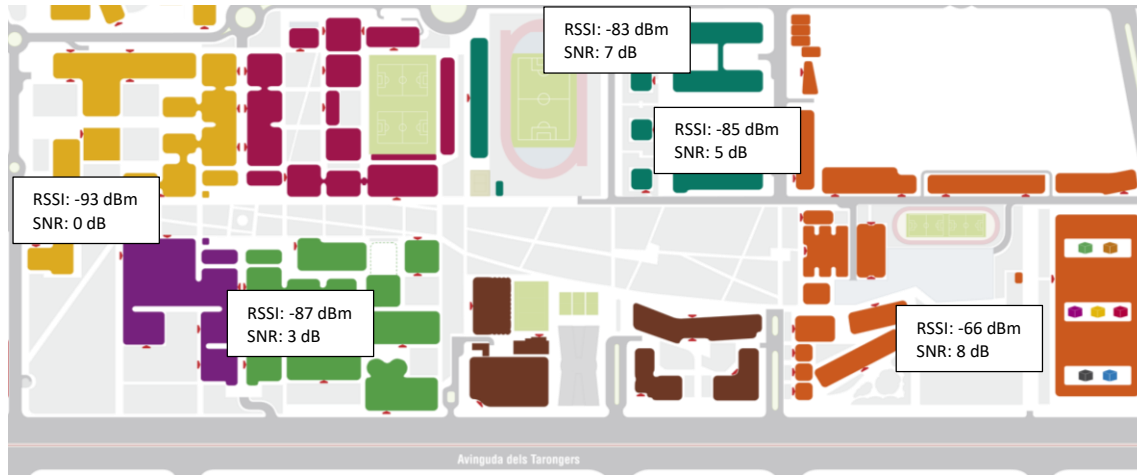 RSSI: -83 dBm
SNR: 7 dB
RSSI: -85 dBm
SNR: 5 dB
RSSI: -93 dBm
SNR: 0 dB
RSSI: -87 dBm
SNR: 3 dB
RSSI: -66 dBm
SNR: 8 dB
Avinguda dels Tarongers